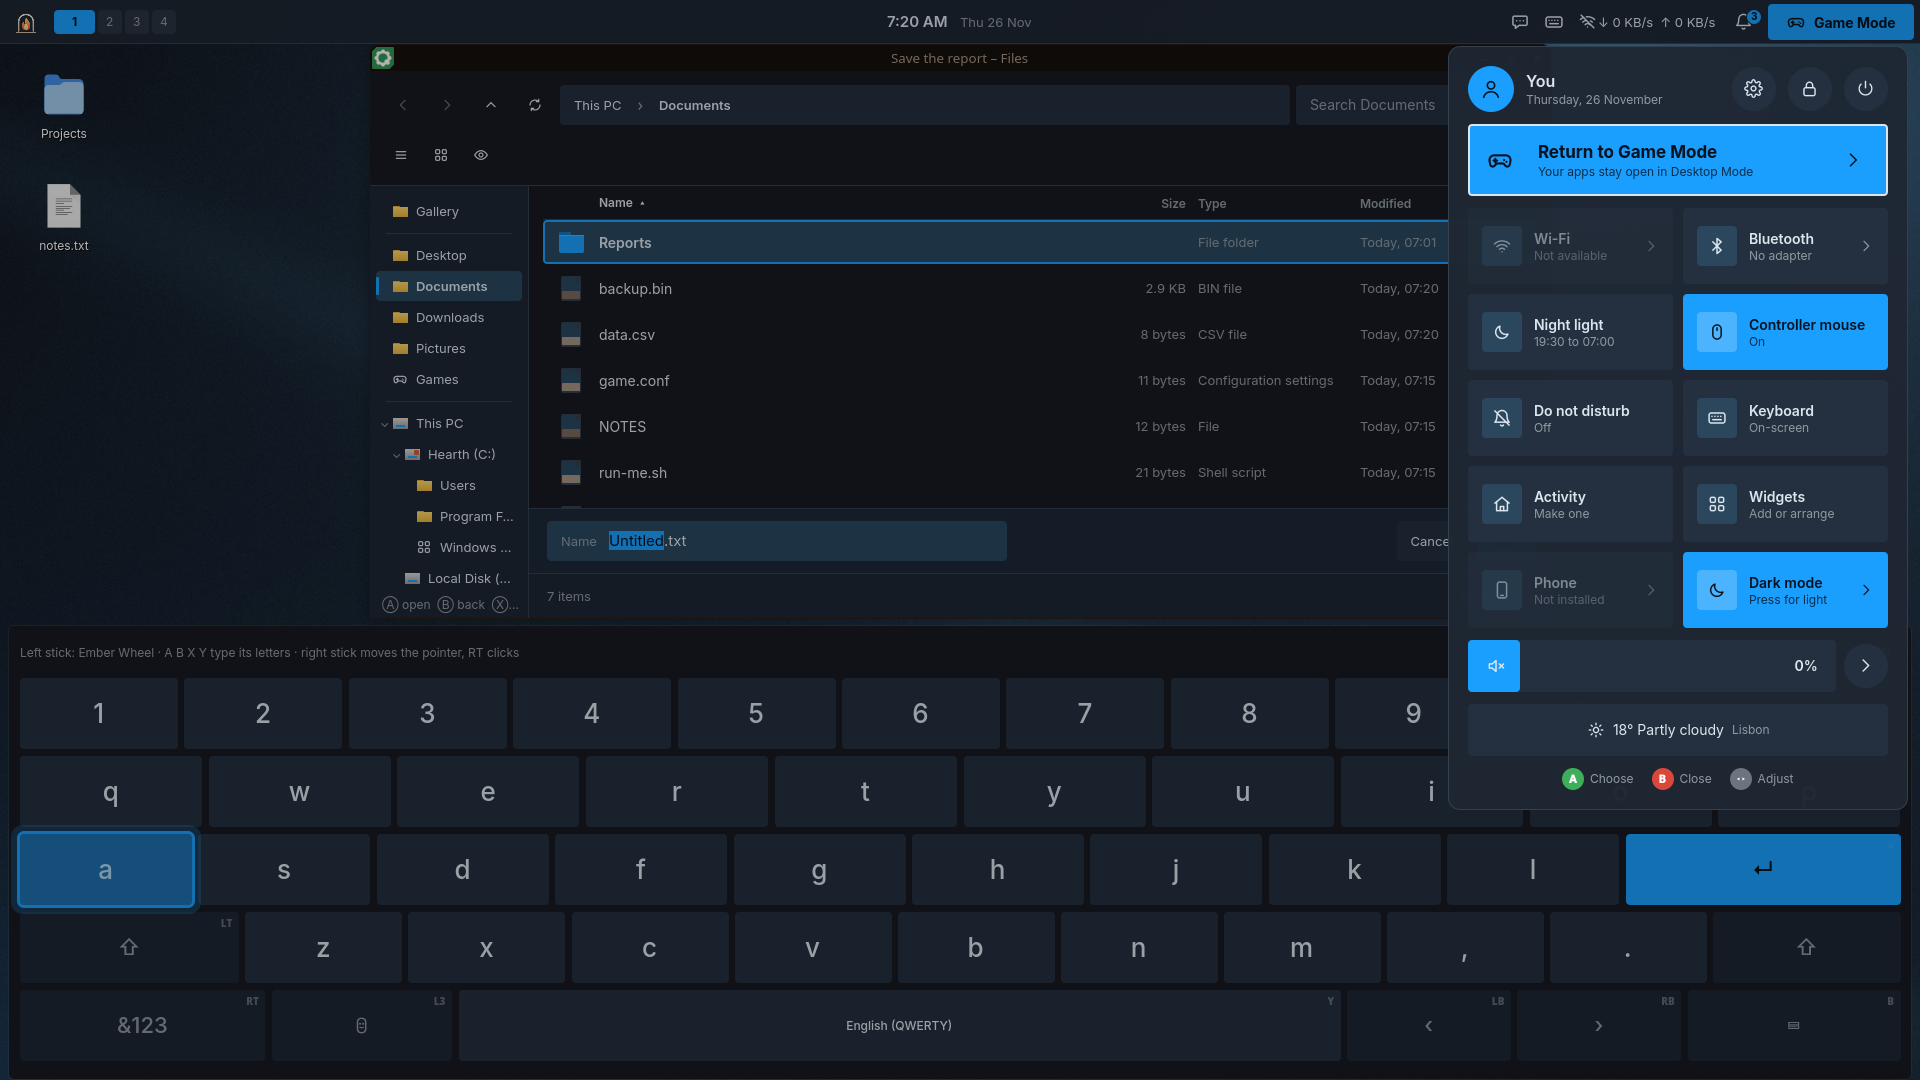 1 2 3 4
7:20 AM Thu 26 Nov
↓ 0 KB/s ↑ 0 KB/s
3
Game Mode
Projects
notes.txt
Save the report – Files
This PC › Documents
Search Documents
Gallery
Desktop
Documents
Downloads
Pictures
Games
This PC
Hearth (C:)
Users
Program F...
Windows ...
Local Disk (...
A open B back X...
Name Size Type Modified
Reports File folder Today, 07:01
backup.bin 2.9 KB BIN file Today, 07:20
data.csv 8 bytes CSV file Today, 07:20
game.conf 11 bytes Configuration settings Today, 07:15
NOTES 12 bytes File Today, 07:15
run-me.sh 21 bytes Shell script Today, 07:15
Name Untitled.txt
Cance
7 items
You
Thursday, 26 November
Return to Game Mode
Your apps stay open in Desktop Mode
Wi-Fi
Not available
Bluetooth
No adapter
Night light
19:30 to 07:00
Controller mouse
On
Do not disturb
Off
Keyboard
On-screen
Activity
Make one
Widgets
Add or arrange
Phone
Not installed
Dark mode
Press for light
0%
18° Partly cloudy Lisbon
A Choose B Close Adjust
Left stick: Ember Wheel · A B X Y type its letters · right stick moves the pointer, RT clicks
1 2 3 4 5 6 7 8 9
q w e r t y u i o p
a s d f g h j k l
LT z x c v b n m , .
&123 RT L3 English (QWERTY) Y ‹ LB › RB B